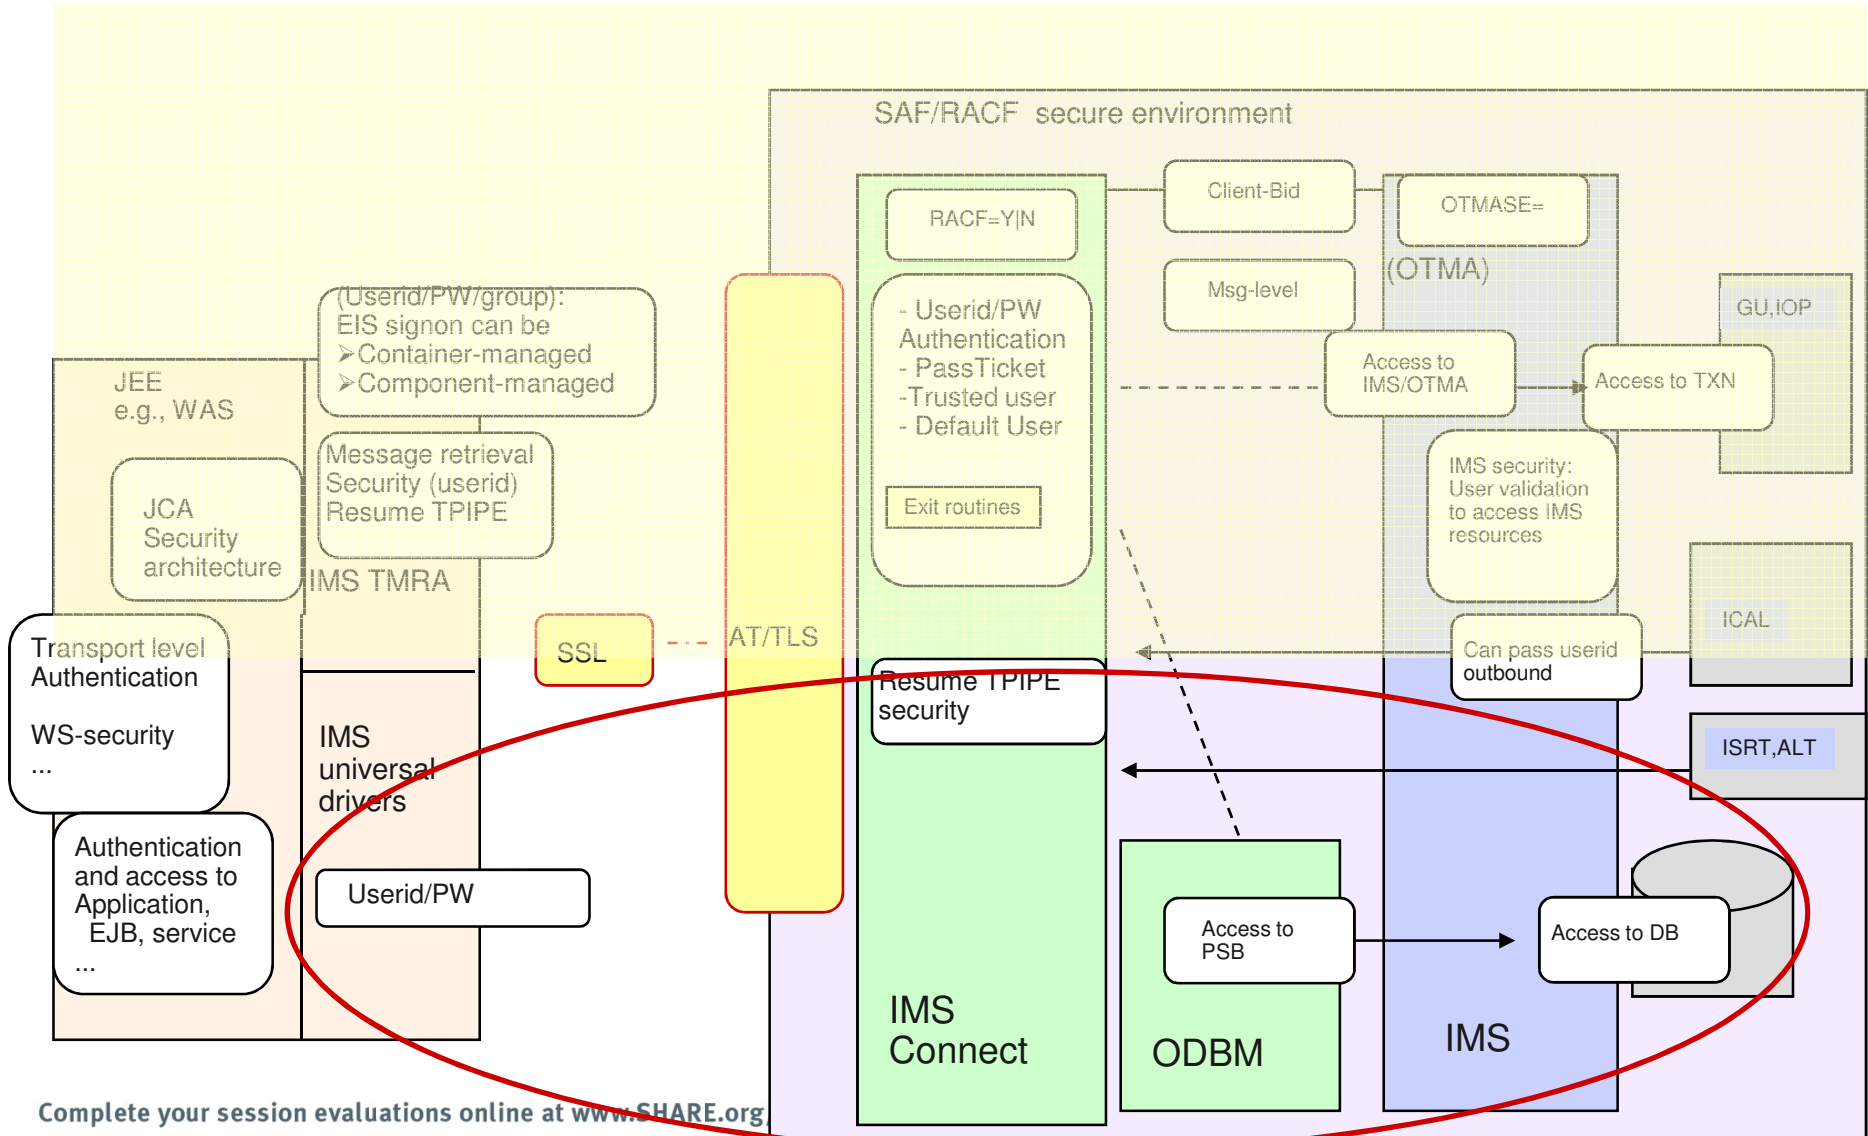 SAF/RACF secure environment
RACF=Y|N
Client-Bid
OTMASE=
(OTMA)
Msg-level
GU,IOP
(Userid/PW/group):
EIS signon can be
➢Container-managed
➢Component-managed
- Userid/PW
Authentication
- PassTicket
-Trusted user
- Default User
Exit routines
Access to
IMS/OTMA
Access to TXN
JEE
e.g., WAS
Message retrieval
Security (userid)
Resume TPIPE
JCA
Security
architecture
IMS TMRA
IMS security:
User validation
to access IMS
resources
ICAL
Transport level
Authentication
WS-security
...
SSL
AT/TLS
Can pass userid
outbound
Resume TPIPE
security
ISRT,ALT
IMS
universal
drivers
Authentication
and access to
Application,
EJB, service
...
Userid/PW
Access to
PSB
Access to DB
IMS
Connect
ODBM
IMS
Complete your session evaluations online at www.SHARE.org,